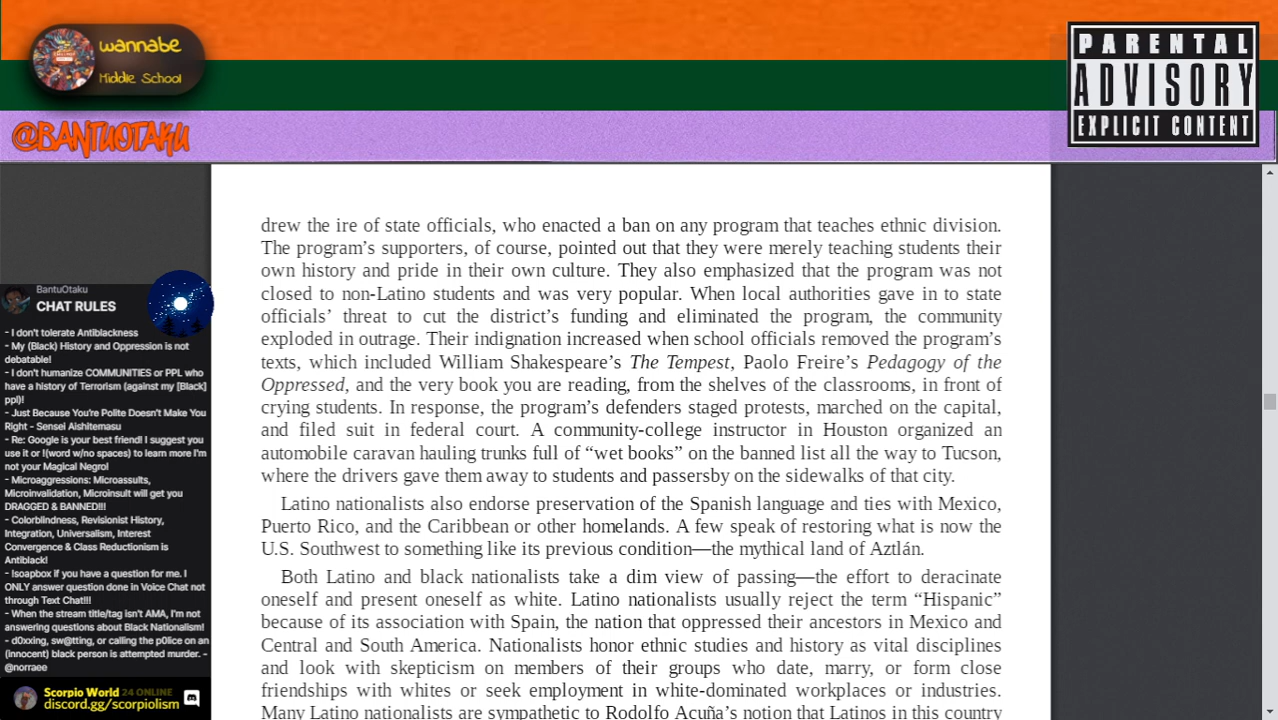 wannabe
Middle School
PARENTAL
ADVISORY
EXPLICIT CONTENT
@BANTUOTAKU
drew the ire of state officials, who enacted a ban on any program that teaches ethnic division.
The program's supporters, of course, pointed out that they were merely teaching students their
own history and pride in their own culture. They also emphasized that the program was not
closed to non-Latino students and was very popular. When local authorities gave in to state
officials' threat to cut the district's funding and eliminated the program, the community
exploded in outrage. Their indignation increased when school officials removed the program's
texts, which included William Shakespeare's The Tempest, Paolo Freire's Pedagogy of the
Oppressed, and the very book you are reading, from the shelves of the classrooms, in front of
crying students. In response, the program's defenders staged protests, marched on the capital,
and filed suit in federal court. A community-college instructor in Houston organized an
automobile caravan hauling trunks full of “wet books” on the banned list all the way to Tucson,
where the drivers gave them away to students and passersby on the sidewalks of that city.
Latino nationalists also endorse preservation of the Spanish language and ties with Mexico,
Puerto Rico, and the Caribbean or other homelands. A few speak of restoring what is now the
U.S. Southwest to something like its previous condition—the mythical land of Aztlán.
Both Latino and black nationalists take a dim view of passing—the effort to deracinate
oneself and present oneself as white. Latino nationalists usually reject the term “Hispanic”
because of its association with Spain, the nation that oppressed their ancestors in Mexico and
Central and South America. Nationalists honor ethnic studies and history as vital disciplines
and look with skepticism on members of their groups who date, marry, or form close
friendships with whites or seek employment in white-dominated workplaces or industries.
Many Latino nationalists are sympathetic to Rodolfo Acuña's notion that Latinos in this country
BantuOtaku
CHAT RULES
- I don't tolerate Antiblackness
- My (Black) History and Oppression is not
debatable!
- I don't humanize COMMUNITIES or PPL who
have a history of Terrorism (against my [Black]
ppl)!
- Just Because You're Polite Doesn't Make You
Right - Sensei Aishitemasu
- Re: Google is your best friend! I suggest you
use it or !(word w/no spaces) to learn more I'm
not your Magical Negro!
- Microaggressions: Microassults,
Microinvalidation, Microinsult will get you
DRAGGED & BANNED!!!
- Colorblindness, Revisionist History,
Integration, Universalism, Interest
Convergence & Class Reductionism is
Antiblack!
- !soapbox if you have a question for me. I
ONLY answer question done in Voice Chat not
through Text Chat!!!
- When the stream title/tag isn't AMA, I'm not
answering questions about Black Nationalism!
- d0xxing, sw@tting, or calling the p0lice on an
(innocent) black person is attempted murder. -
@norraee
Scorpio World 24 ONLINE
discord.gg/scorpiolism